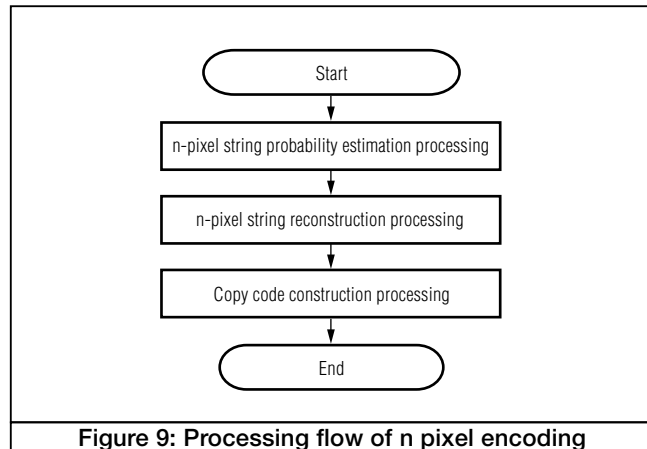 Start
n-pixel string probability estimation processing
n-pixel string reconstruction processing
Copy code construction processing
End
Figure 9: Processing flow of n pixel encoding